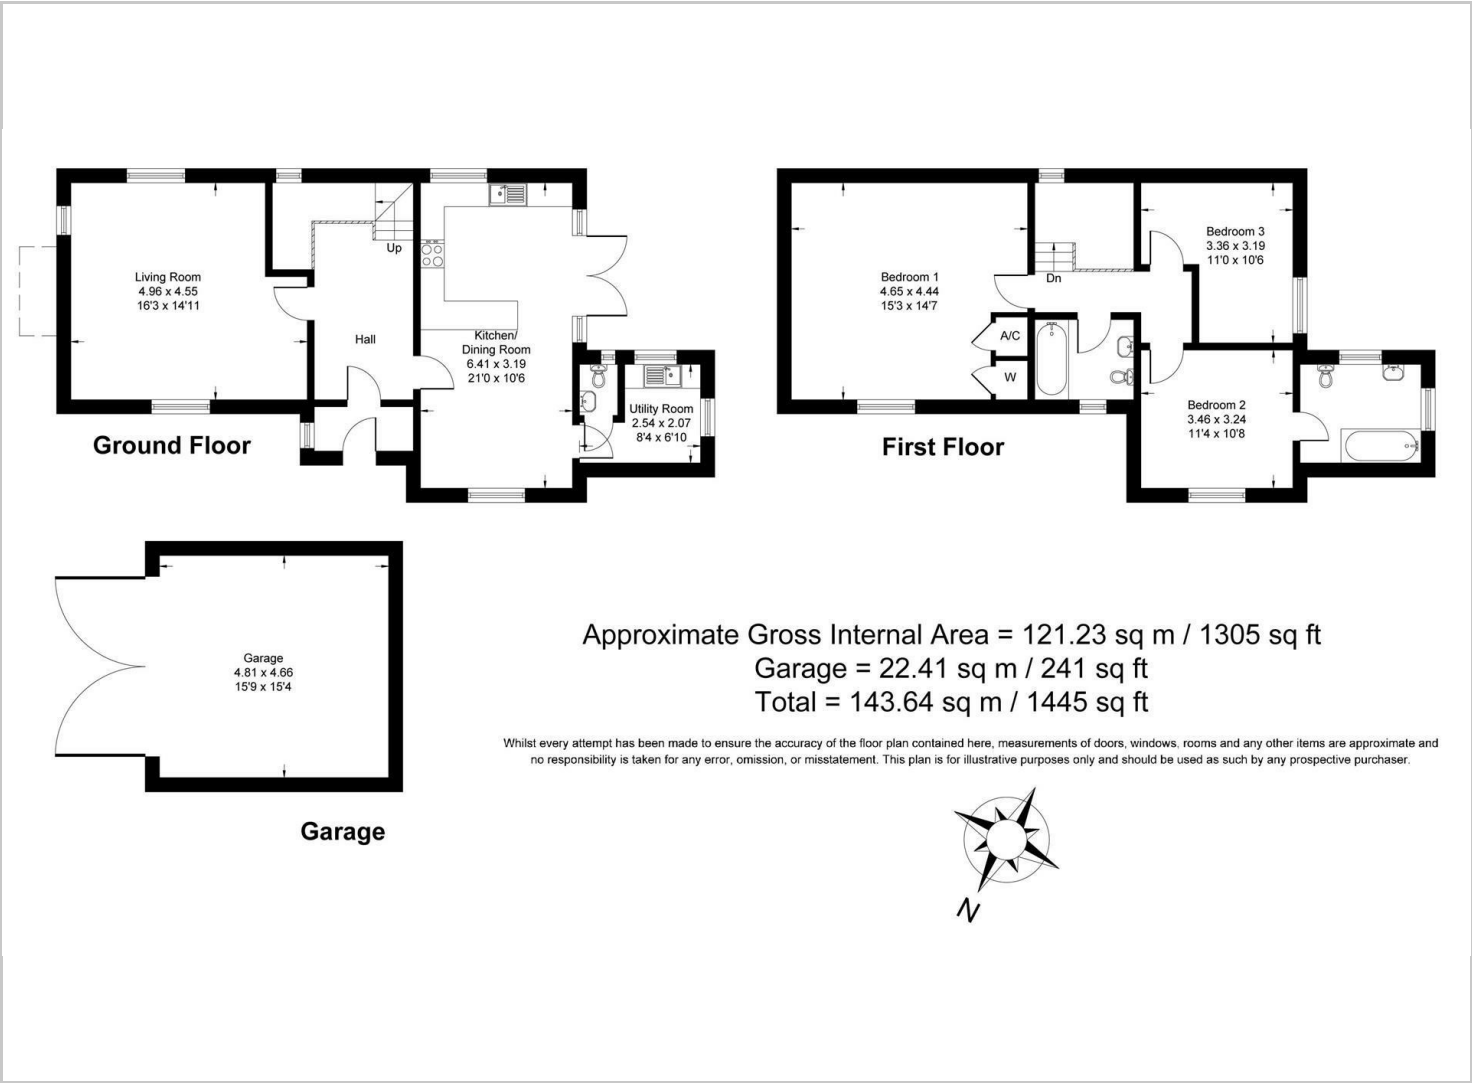 Living Room
4.96 x 4.55
16'3 x 14'11
Up
Hall
Kitchen/
Dining Room
6.41 x 3.19
21'0 x 10'6
Utility Room
2.54 x 2.07
8'4 x 6'10
Ground Floor
Bedroom 1
4.65 x 4.44
15'3 x 14'7
Dn
A/C
W
Bedroom 3
3.36 x 3.19
11'0 x 10'6
Bedroom 2
3.46 x 3.24
11'4 x 10'8
First Floor
Garage
4.81 x 4.66
15'9 x 15'4
Garage
Approximate Gross Internal Area = 121.23 sq m / 1305 sq ft
Garage = 22.41 sq m / 241 sq ft
Total = 143.64 sq m / 1445 sq ft
Whilst every attempt has been made to ensure the accuracy of the floor plan contained here, measurements of doors, windows, rooms and any other items are approximate and
no responsibility is taken for any error, omission, or misstatement. This plan is for illustrative purposes only and should be used as such by any prospective purchaser.
N